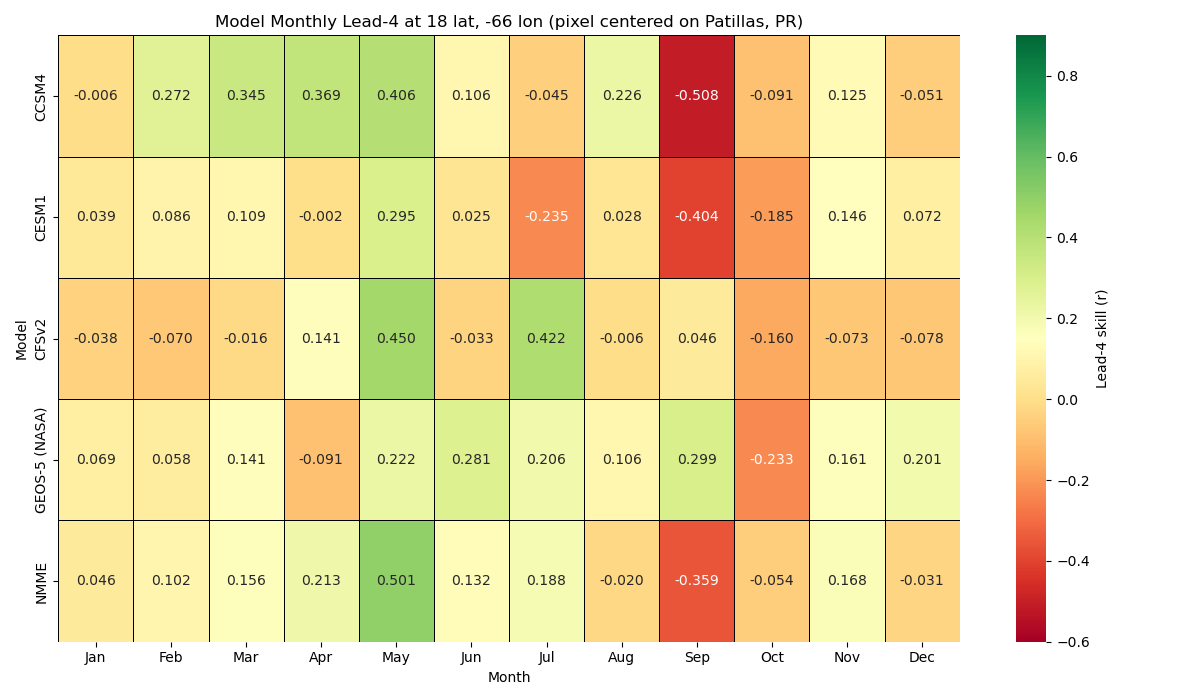 Model Monthly Lead-4 at 18 lat, -66 lon (pixel centered on Patillas, PR)
Model
CCSM4 -0.006 0.272 0.345 0.369 0.406 0.106 -0.045 0.226 -0.508 -0.091 0.125 -0.051
CESM1 0.039 0.086 0.109 -0.002 0.295 0.025 -0.235 0.028 -0.404 -0.185 0.146 0.072
CFSv2 -0.038 -0.070 -0.016 0.141 0.450 -0.033 0.422 -0.006 0.046 -0.160 -0.073 -0.078
GEOS-5 (NASA) 0.069 0.058 0.141 -0.091 0.222 0.281 0.206 0.106 0.299 -0.233 0.161 0.201
NMME 0.046 0.102 0.156 0.213 0.501 0.132 0.188 -0.020 -0.359 -0.054 0.168 -0.031
Jan Feb Mar Apr May Jun Jul Aug Sep Oct Nov Dec
Month
0.8
0.6
0.4
0.2
0.0
−0.2
−0.4
−0.6
Lead-4 skill (r)